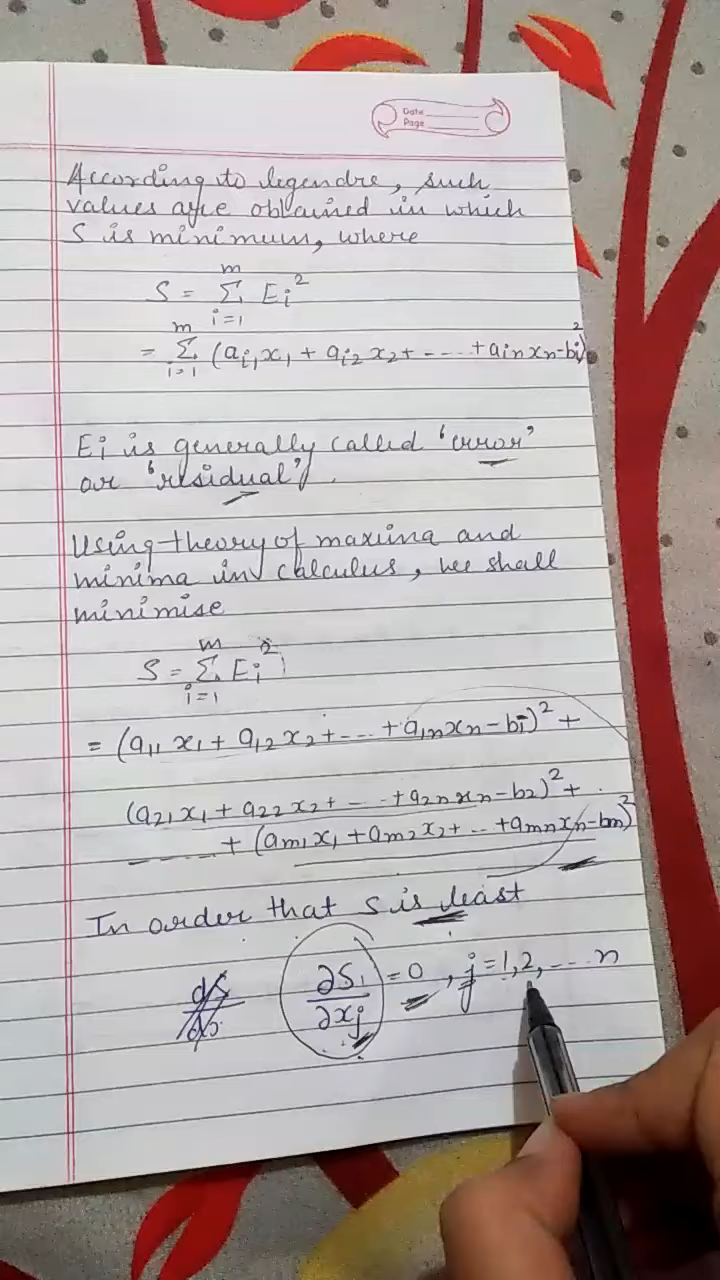 Date
Page
According to legendre, such
values are obtained in which
S is minimum, where
S = Σ_{i=1}^{m} Ei²
= Σ_{i=1}^{m} (ai1x1 + ai2x2 + ----- + ainxn-bi)²
Ei is generally called 'error'
or 'residual'.
Using theory of maxima and
minima in calculus, we shall
minimise
S = Σ_{i=1}^{m} Ei²
= (a11x1 + a12x2 + --- + a1nxn - b1)² +
(a21x1 + a22x2 + --- + a2nxn - b2)² +
----- + (am1x1 + am2x2 + -- + amnxn - bm)²
In order that S is least
∂S/∂xj = 0, j = 1, 2, ---- n